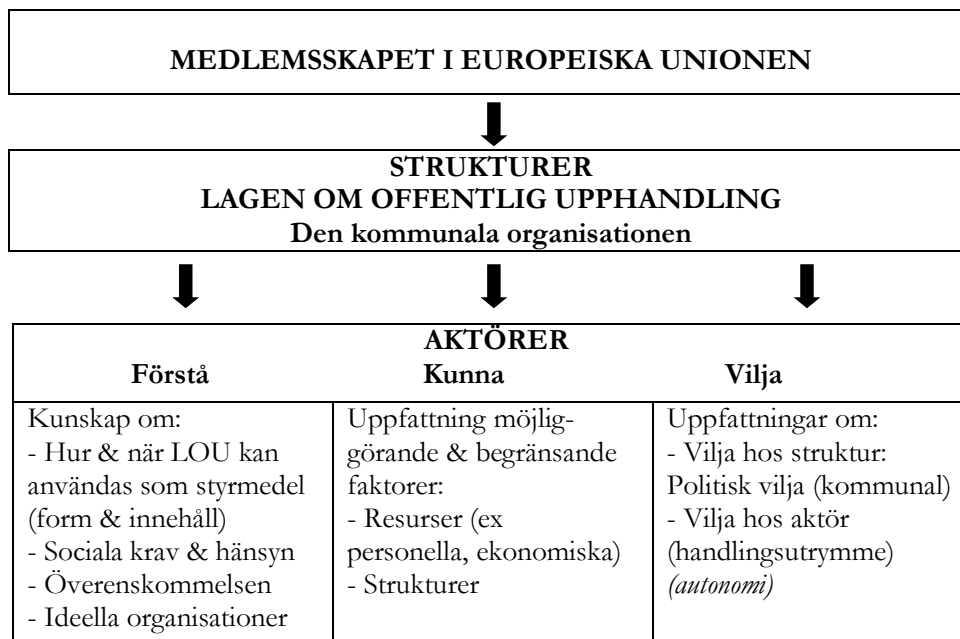 MEDLEMSSKAPET I EUROPEISKA UNIONEN
STRUKTURER
LAGEN OM OFFENTLIG UPPHANDLING
Den kommunala organisationen
AKTÖRER
Förstå Kunna Vilja
Kunskap om:
- Hur & när LOU kan
användas som styrmedel
(form & innehåll)
- Sociala krav & hänsyn
- Överenskommelsen
- Ideella organisationer
Uppfattning möjlig-
görande & begränsande
faktorer:
- Resurser (ex
personella, ekonomiska)
- Strukturer
Uppfattningar om:
- Vilja hos struktur:
Politisk vilja (kommunal)
- Vilja hos aktör
(handlingsutrymme)
(autonomi)